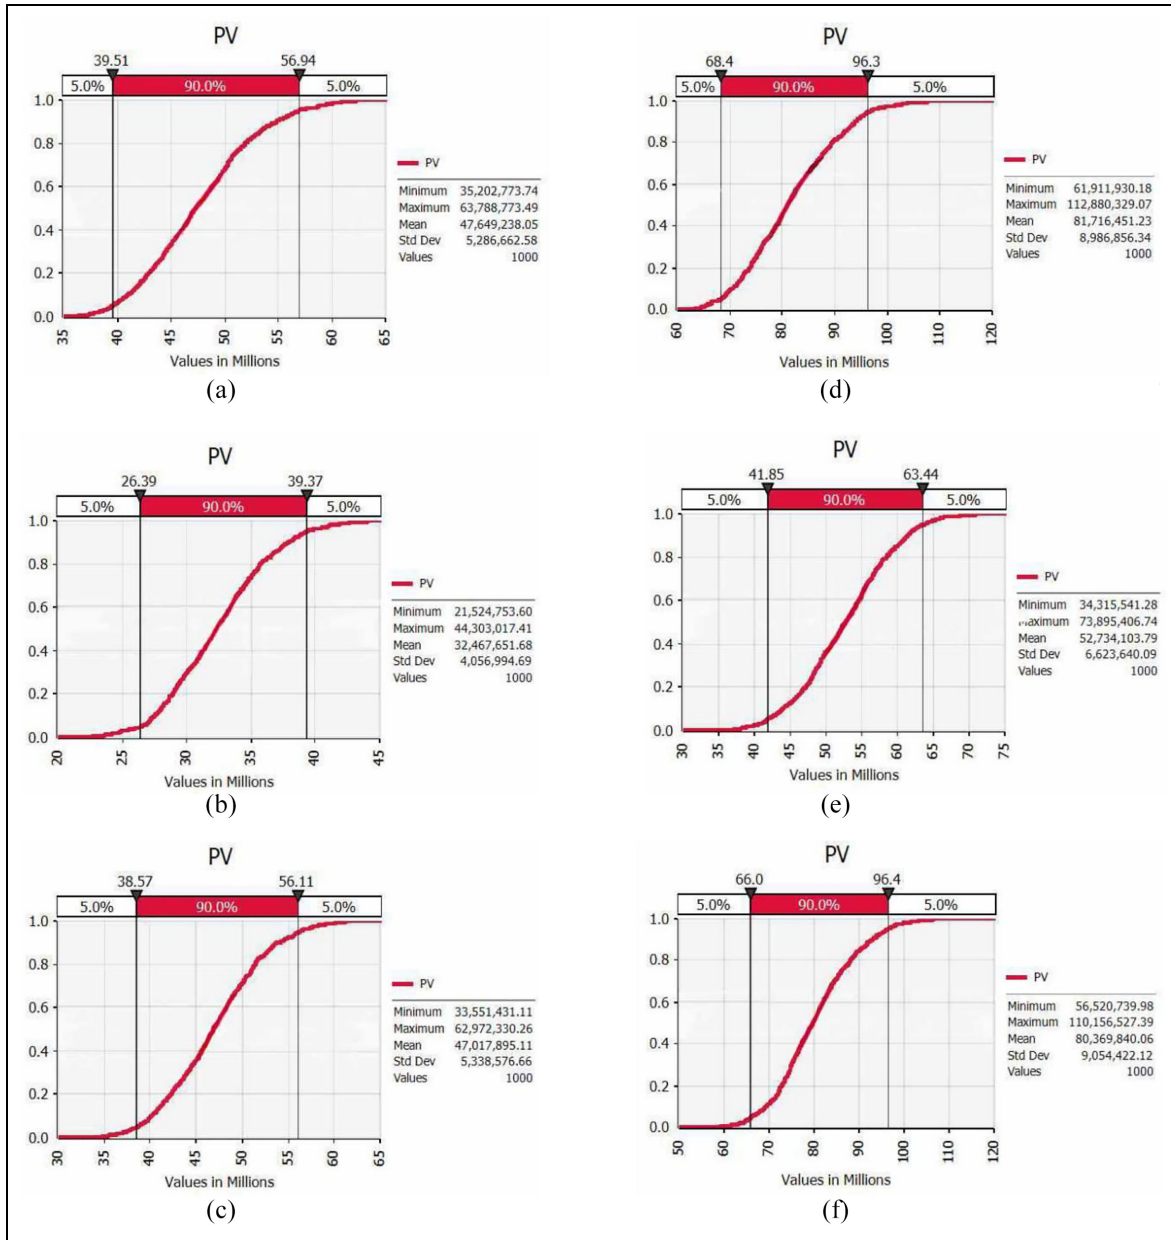 PV
39.51 56.94
5.0% 90.0% 5.0%
1.0
0.8
0.6
0.4
0.2
0.0
35 40 45 50 55 60 65
Values in Millions
PV
Minimum 35,202,773.74
Maximum 63,788,773.49
Mean 47,649,238.05
Std Dev 5,286,662.58
Values 1000
(a)
PV
68.4 96.3
5.0% 90.0% 5.0%
1.0
0.8
0.6
0.4
0.2
0.0
60 70 80 90 100 110 120
Values in Millions
PV
Minimum 61,911,930.18
Maximum 112,880,329.07
Mean 81,716,451.23
Std Dev 8,986,856.34
Values 1000
(d)
PV
26.39 39.37
5.0% 90.0% 5.0%
1.0
0.8
0.6
0.4
0.2
0.0
20 25 30 35 40 45
Values in Millions
PV
Minimum 21,524,753.60
Maximum 44,303,017.41
Mean 32,467,651.68
Std Dev 4,056,994.69
Values 1000
(b)
PV
41.85 63.44
5.0% 90.0% 5.0%
1.0
0.8
0.6
0.4
0.2
0.0
30 35 40 45 50 55 60 65 70 75
Values in Millions
PV
Minimum 34,315,541.28
Maximum 73,895,406.74
Mean 52,734,103.79
Std Dev 6,623,640.09
Values 1000
(e)
PV
38.57 56.11
5.0% 90.0% 5.0%
1.0
0.8
0.6
0.4
0.2
0.0
30 35 40 45 50 55 60 65
Values in Millions
PV
Minimum 33,551,431.11
Maximum 62,972,330.26
Mean 47,017,895.11
Std Dev 5,338,576.66
Values 1000
(c)
PV
66.0 96.4
5.0% 90.0% 5.0%
1.0
0.8
0.6
0.4
0.2
0.0
50 60 70 80 90 100 110 120
Values in Millions
PV
Minimum 56,520,739.98
Maximum 110,156,527.39
Mean 80,369,840.06
Std Dev 9,054,422.12
Values 1000
(f)